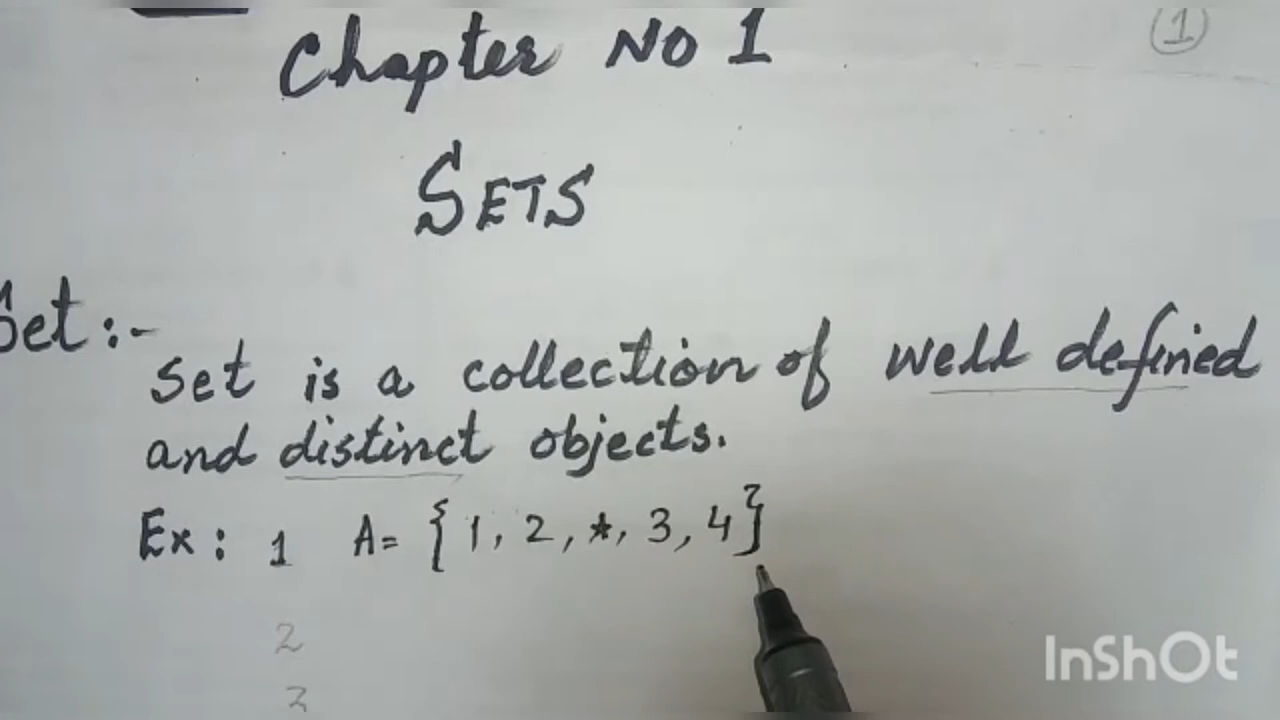 1
Chapter No 1
SETS
Set :-
Set is a collection of well defined
and distinct objects.
Ex : 1 A= {1, 2, *, 3, 4}
2
3
InShOt